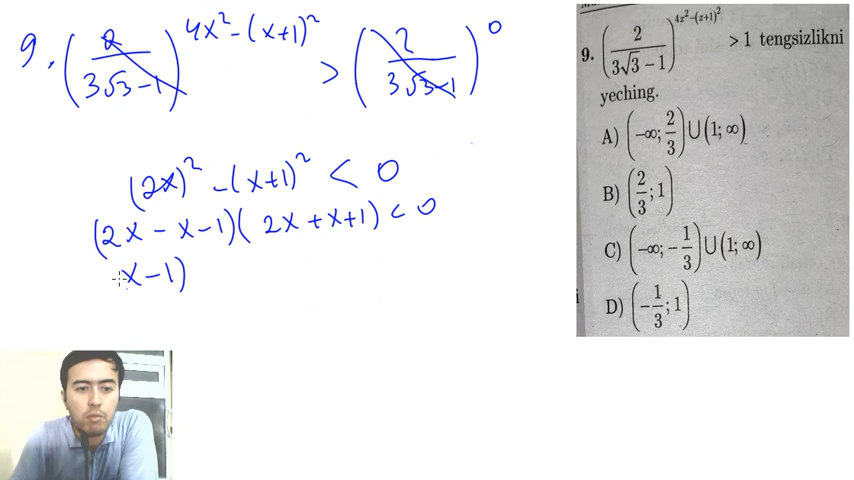 9. (2/(3√3-1))^(4x²-(x+1)²) > (2/(3√3-1))^0
(2x)² - (x+1)² < 0
(2x - x - 1)(2x + x + 1) < 0
x - 1)
9. (2/(3√3 - 1))^(4x²-(x+1)²) > 1 tengsizlikni
yeching.
A) (-∞; 2/3) ∪ (1; ∞)
B) (2/3; 1)
C) (-∞; -1/3) ∪ (1; ∞)
D) (-1/3; 1)